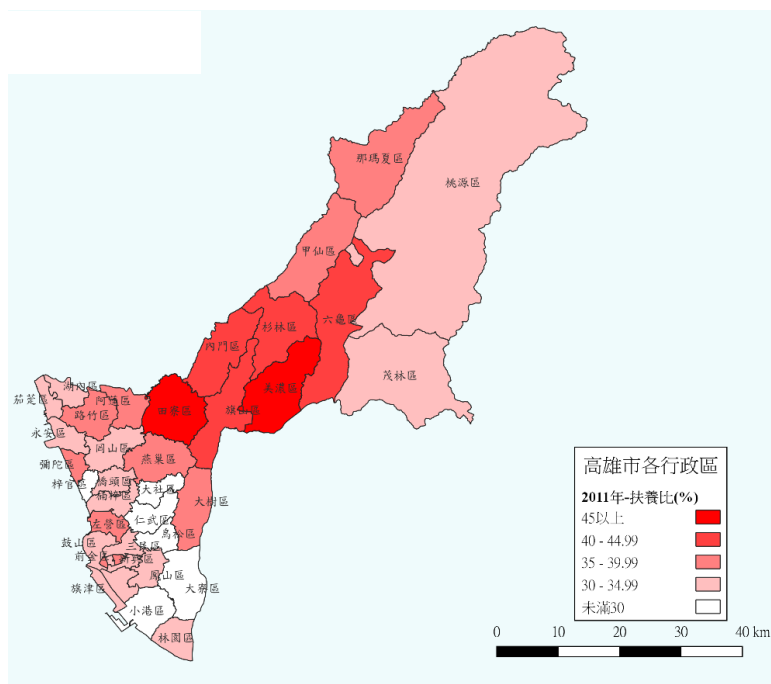 那瑪夏區
桃源區
甲仙區
六龜區
杉林區
內門區
美濃區
茂林區
田寮區
旗山區
湖內區
茄萣區
阿蓮區
路竹區
永安區
岡山區
彌陀區
燕巢區
梓官區
橋頭區
大社區
楠梓區
大樹區
仁武區
左營區
鳥松區
鼓山區
三民區
前金區
新興區
鳳山區
旗津區
大寮區
小港區
林園區
高雄市各行政區
2011年-扶養比(%)
45以上
40 - 44.99
35 - 39.99
30 - 34.99
未滿30
0 10 20 30 40 km